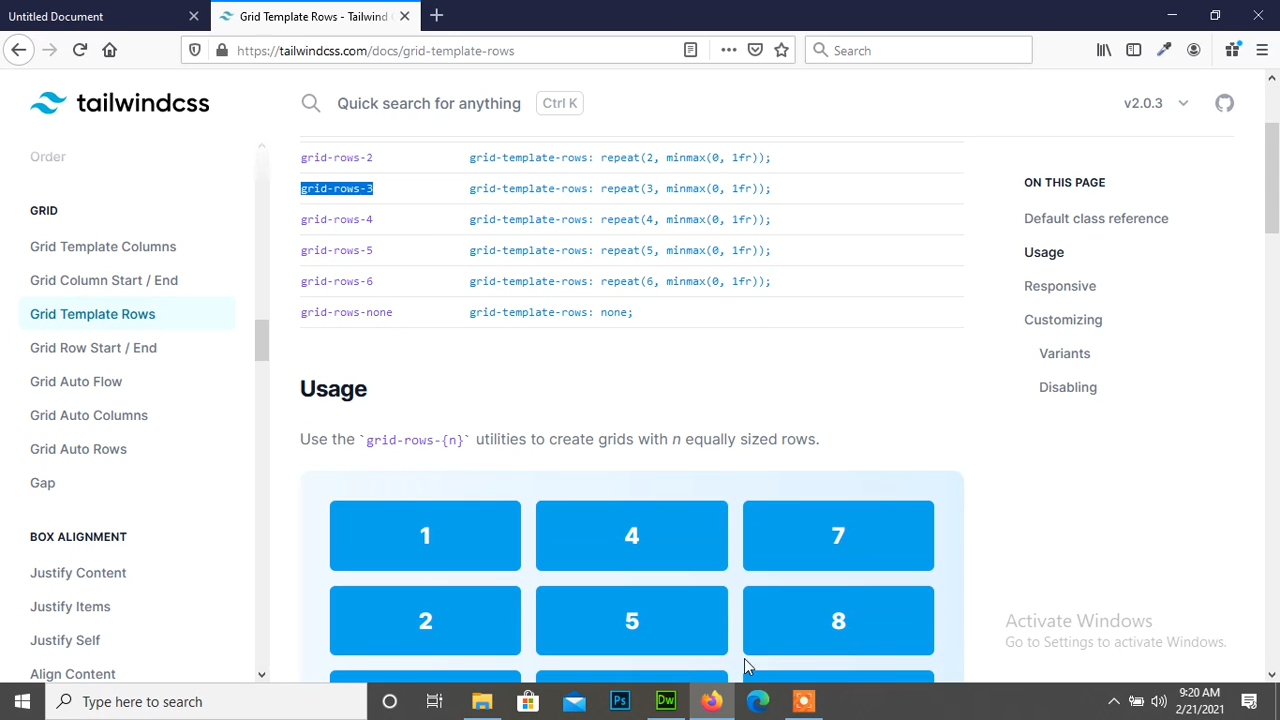 Untitled Document
Grid Template Rows - Tailwind
https://tailwindcss.com/docs/grid-template-rows
Search
tailwindcss
Quick search for anything
Ctrl K
v2.0.3
Order
GRID
Grid Template Columns
Grid Column Start / End
Grid Template Rows
Grid Row Start / End
Grid Auto Flow
Grid Auto Columns
Grid Auto Rows
Gap
BOX ALIGNMENT
Justify Content
Justify Items
Justify Self
Align Content
grid-rows-2 grid-template-rows: repeat(2, minmax(0, 1fr));
grid-rows-3 grid-template-rows: repeat(3, minmax(0, 1fr));
grid-rows-4 grid-template-rows: repeat(4, minmax(0, 1fr));
grid-rows-5 grid-template-rows: repeat(5, minmax(0, 1fr));
grid-rows-6 grid-template-rows: repeat(6, minmax(0, 1fr));
grid-rows-none grid-template-rows: none;
Usage
Use the `grid-rows-{n}` utilities to create grids with n equally sized rows.
1 4 7
2 5 8
ON THIS PAGE
Default class reference
Usage
Responsive
Customizing
Variants
Disabling
Activate Windows
Go to Settings to activate Windows.
Type here to search
Ps
Dw
9:20 AM
2/21/2021